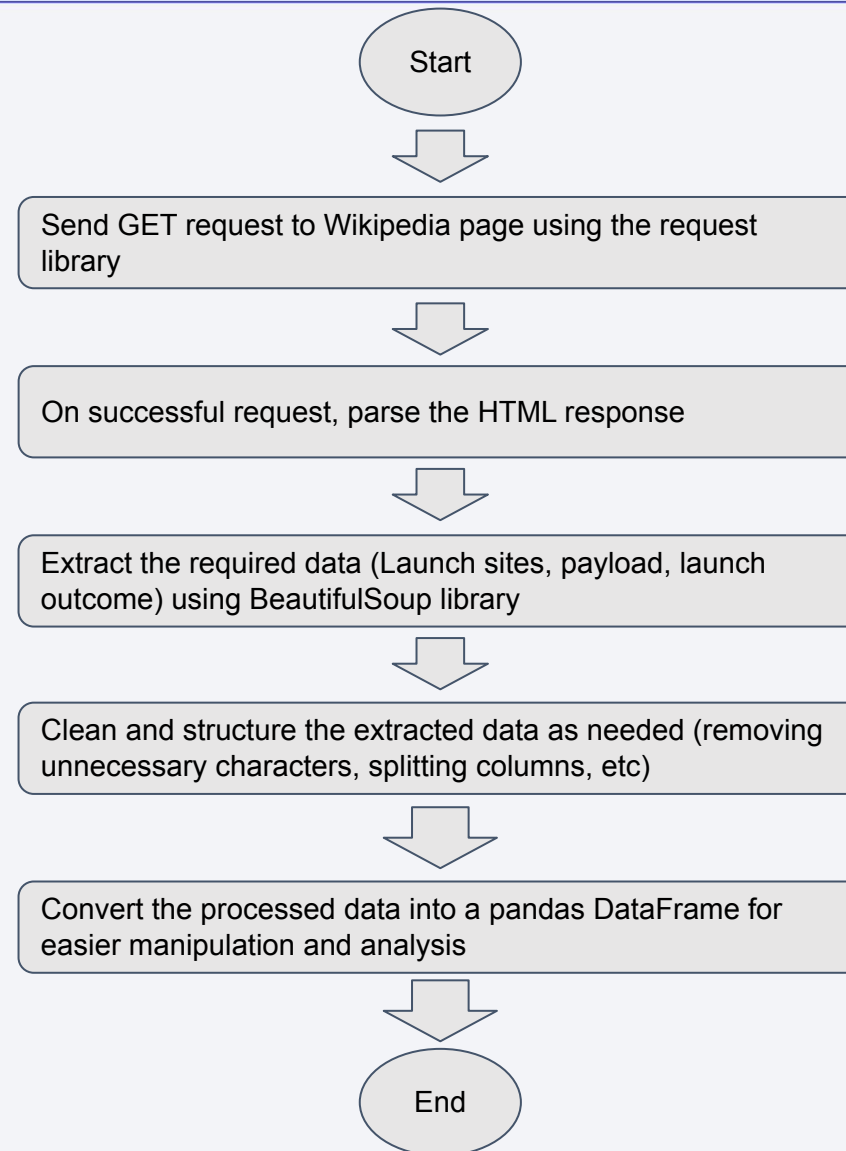 Start
Send GET request to Wikipedia page using the request
library
On successful request, parse the HTML response
Extract the required data (Launch sites, payload, launch
outcome) using BeautifulSoup library
Clean and structure the extracted data as needed (removing
unnecessary characters, splitting columns, etc)
Convert the processed data into a pandas DataFrame for
easier manipulation and analysis
End